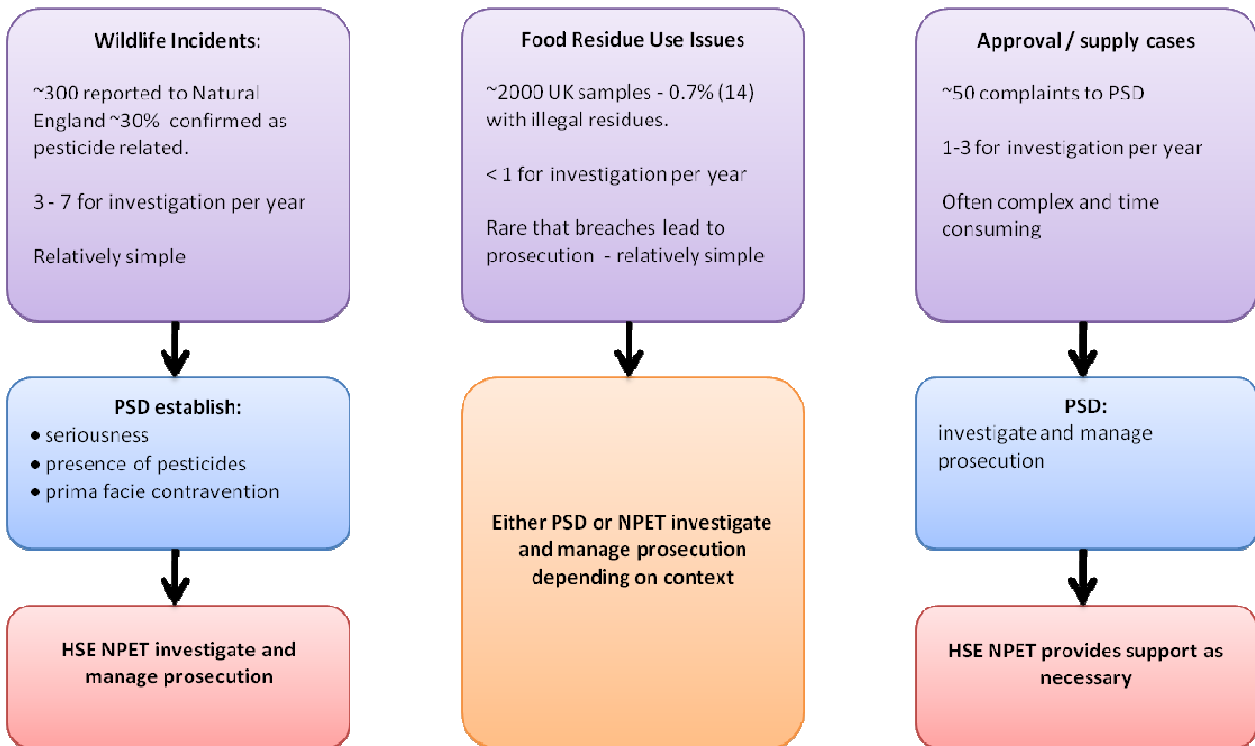 Wildlife Incidents:
~300 reported to Natural
England ~30% confirmed as
pesticide related.
3 - 7 for investigation per year
Relatively simple
PSD establish:
● seriousness
● presence of pesticides
● prima facie contravention
HSE NPET investigate and
manage prosecution
Food Residue Use Issues
~2000 UK samples - 0.7% (14)
with illegal residues.
< 1 for investigation per year
Rare that breaches lead to
prosecution - relatively simple
Either PSD or NPET investigate
and manage prosecution
depending on context
Approval / supply cases
~50 complaints to PSD
1-3 for investigation per year
Often complex and time
consuming
PSD:
investigate and manage
prosecution
HSE NPET provides support as
necessary